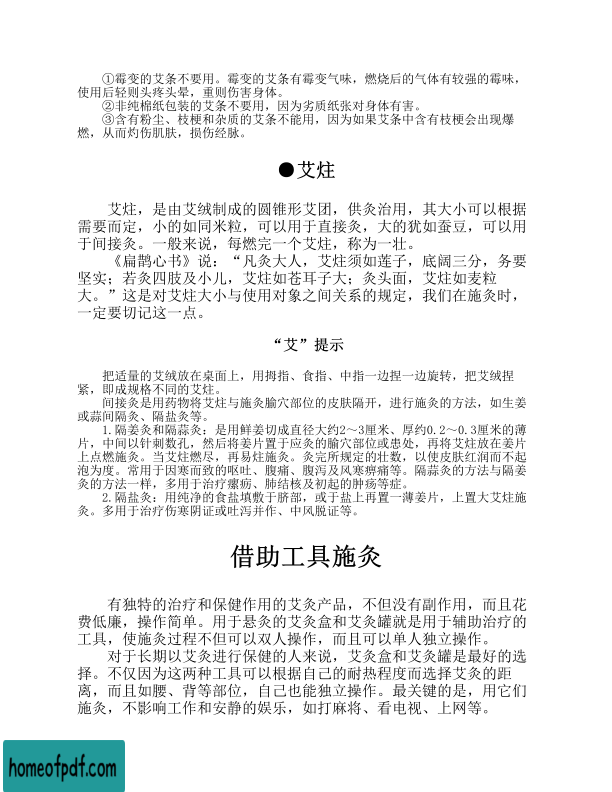 ①霉变的艾条不要用。霉变的艾条有霉变气味，燃烧后的气体有较强的霉味，
使用后轻则头疼头晕，重则伤害身体。
②非纯棉纸包装的艾条不要用，因为劣质纸张对身体有害。
③含有粉尘、枝梗和杂质的艾条不能用，因为如果艾条中含有枝梗会出现爆
燃，从而灼伤肌肤，损伤经脉。
●艾炷
艾炷，是由艾绒制成的圆锥形艾团，供灸治用，其大小可以根据
需要而定，小的如同米粒，可以用于直接灸，大的犹如蚕豆，可以用
于间接灸。一般来说，每燃完一个艾炷，称为一壮。
《扁鹊心书》说：“凡灸大人，艾炷须如莲子，底阔三分，务要
坚实；若灸四肢及小儿，艾炷如苍耳子大；灸头面，艾炷如麦粒
大。”这是对艾炷大小与使用对象之间关系的规定，我们在施灸时，
一定要切记这一点。
“艾”提示
把适量的艾绒放在桌面上，用拇指、食指、中指一边捏一边旋转，把艾绒捏
紧，即成规格不同的艾炷。
间接灸是用药物将艾炷与施灸腧穴部位的皮肤隔开，进行施灸的方法，如生姜
或蒜间隔灸、隔盐灸等。
1.隔姜灸和隔蒜灸：是用鲜姜切成直径大约2～3厘米、厚约0.2～0.3厘米的薄
片，中间以针刺数孔，然后将姜片置于应灸的腧穴部位或患处，再将艾炷放在姜片
上点燃施灸。当艾炷燃尽，再易炷施灸。灸完所规定的壮数，以使皮肤红润而不起
泡为度。常用于因寒而致的呕吐、腹痛、腹泻及风寒痹痛等。隔蒜灸的方法与隔姜
灸的方法一样，多用于治疗瘰疬、肺结核及初起的肿疡等症。
2.隔盐灸：用纯净的食盐填敷于脐部，或于盐上再置一薄姜片，上置大艾炷施
灸。多用于治疗伤寒阴证或吐泻并作、中风脱证等。
借助工具施灸
有独特的治疗和保健作用的艾灸产品，不但没有副作用，而且花
费低廉，操作简单。用于悬灸的艾灸盒和艾灸罐就是用于辅助治疗的
工具，使施灸过程不但可以双人操作，而且可以单人独立操作。
对于长期以艾灸进行保健的人来说，艾灸盒和艾灸罐是最好的选
择。不仅因为这两种工具可以根据自己的耐热程度而选择艾灸的距
离，而且如腰、背等部位，自己也能独立操作。最关键的是，用它们
施灸，不影响工作和安静的娱乐，如打麻将、看电视、上网等。
homeofpdf.com